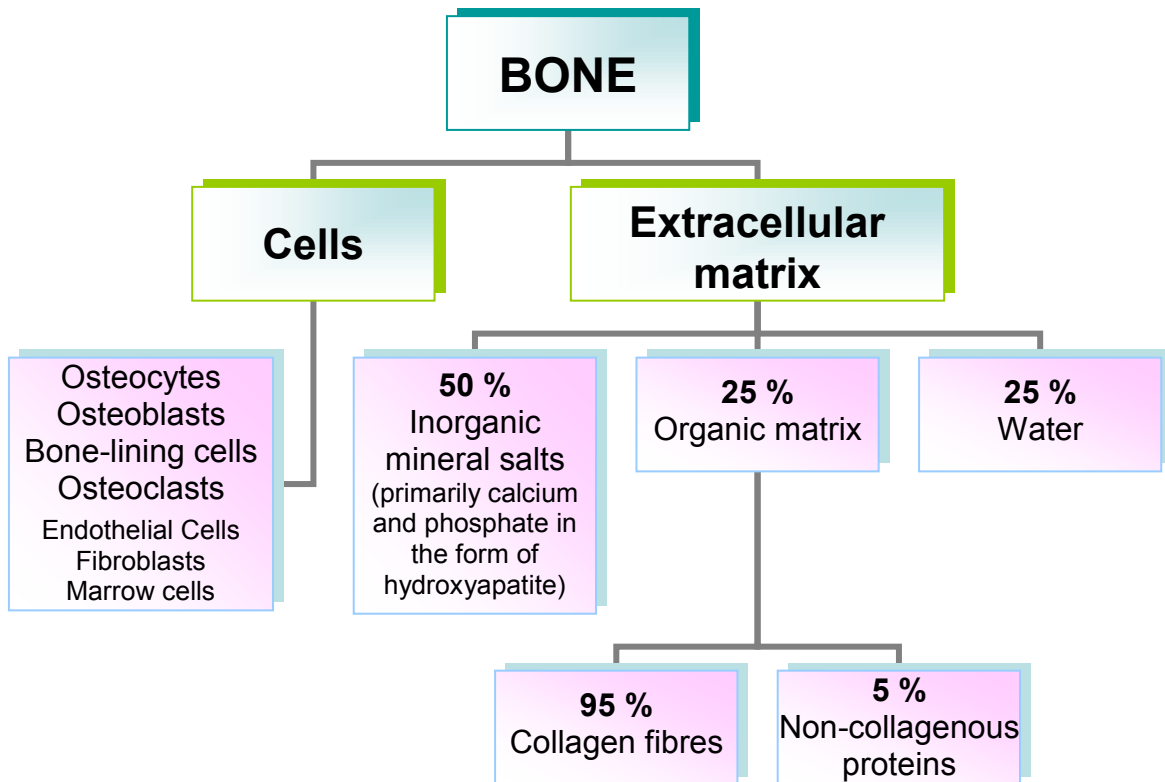 BONE
Cells
Extracellular
matrix
Osteocytes
Osteoblasts
Bone-lining cells
Osteoclasts
Endothelial Cells
Fibroblasts
Marrow cells
50 %
Inorganic
mineral salts
(primarily calcium
and phosphate in
the form of
hydroxyapatite)
25 %
Organic matrix
25 %
Water
95 %
Collagen fibres
5 %
Non-collagenous
proteins